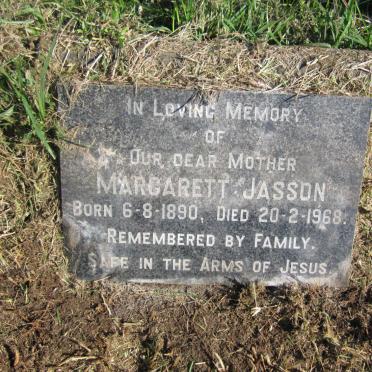 IN LOVING MEMORY
OF
OUR DEAR MOTHER
MARGARETT JASSON
BORN 6-8-1890, DIED 20-2-1968.
REMEMBERED BY FAMILY.
SAFE IN THE ARMS OF JESUS